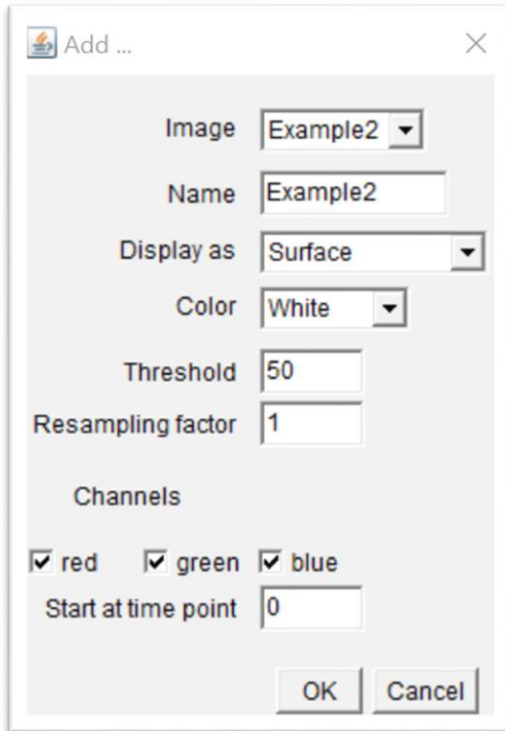 Add ...
Image Example2
Name Example2
Display as Surface
Color White
Threshold 50
Resampling factor 1
Channels
red green blue
Start at time point 0
OK Cancel